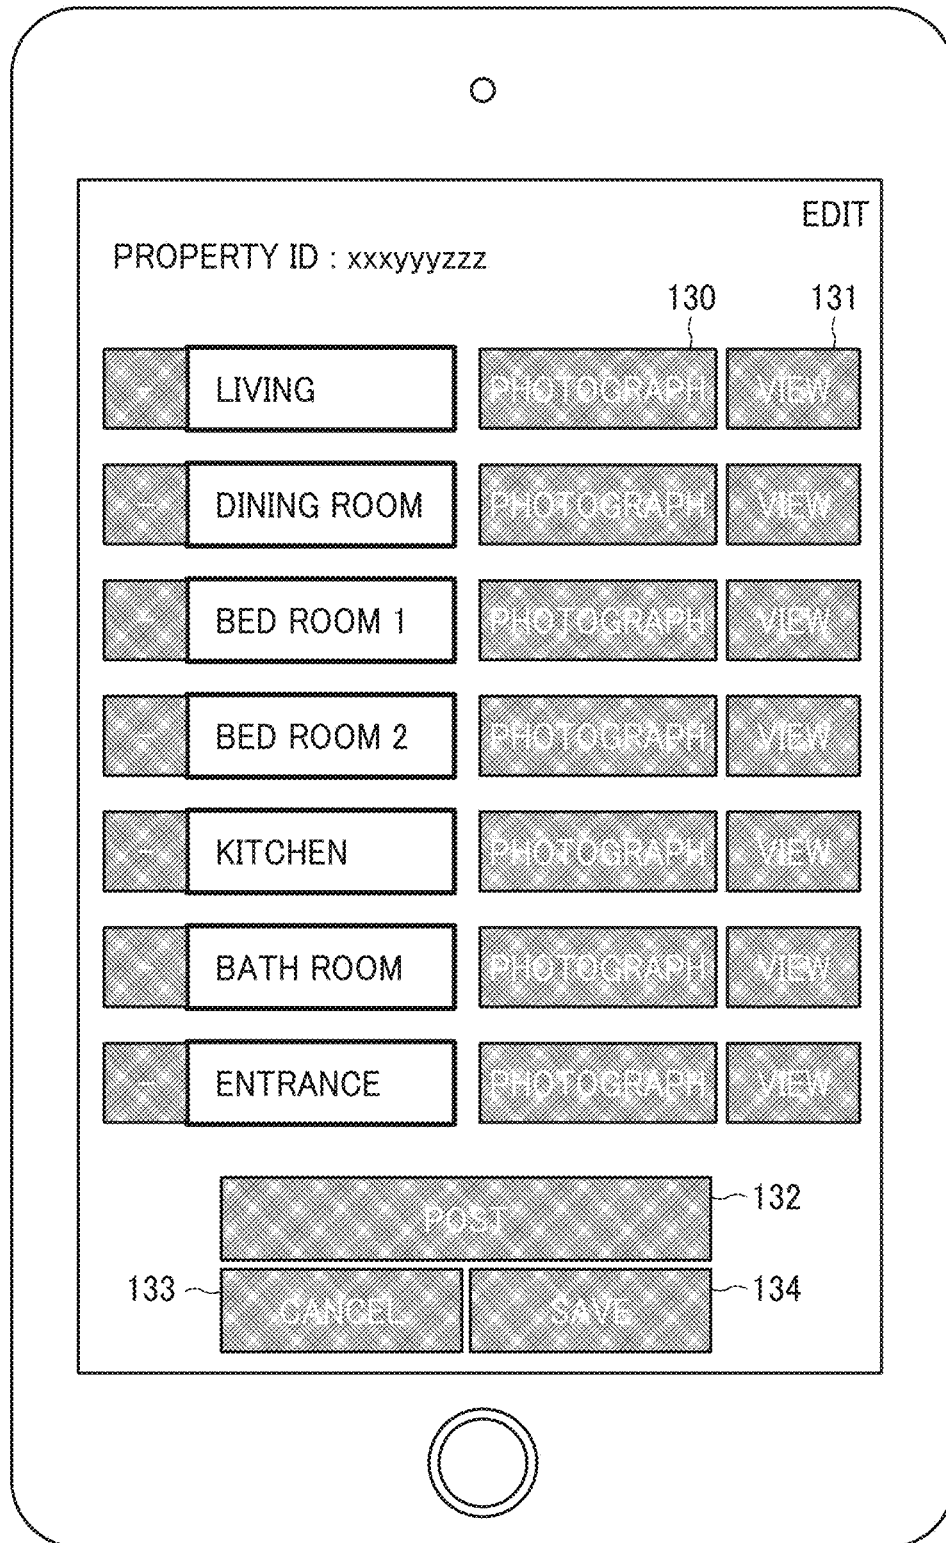 EDIT
PROPERTY ID : xxxyyyzzz
130 131
- LIVING PHOTOGRAPH VIEW
- DINING ROOM PHOTOGRAPH VIEW
- BED ROOM 1 PHOTOGRAPH VIEW
- BED ROOM 2 PHOTOGRAPH VIEW
- KITCHEN PHOTOGRAPH VIEW
- BATH ROOM PHOTOGRAPH VIEW
- ENTRANCE PHOTOGRAPH VIEW
POST 132
133 CANCEL SAVE 134